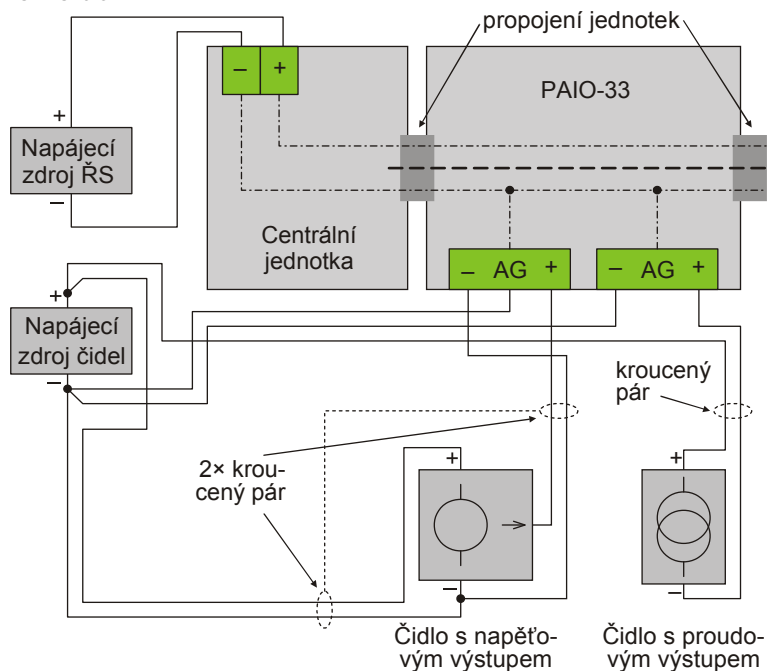 propojení jednotek
– +
PAIO-33
+
Napájecí
zdroj ŘS
–
Centrální
jednotka
– AG +
– AG +
+
Napájecí
zdroj čidel
–
kroucený
pár
2× krou-
cený pár
+
–
+
–
Čidlo s napěťo-
vým výstupem
Čidlo s proudo-
vým výstupem